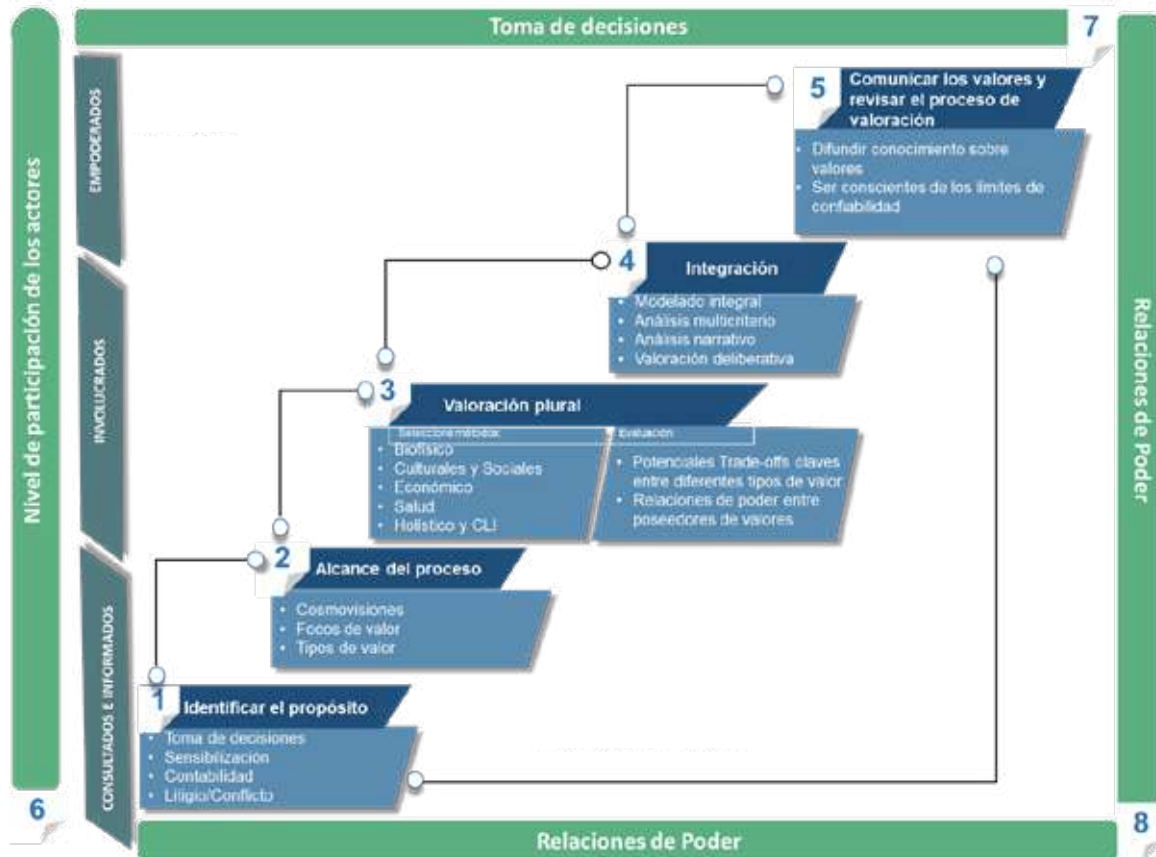 Toma de decisiones
7
Nivel de participación de los actores
6
EMPODERADOS
INVOLUCRADOS
CONSULTADOS E INFORMADOS
5
Comunicar los valores y
revisar el proceso de
valoración
• Difundir conocimiento sobre
valores
• Ser conscientes de los límites de
confiabilidad
4
Integración
• Modelado integral
• Análisis multicriterio
• Análisis narrativo
• Valoración deliberativa
3
Valoración plural
Evaluación
• Biofísico
• Culturales y Sociales
• Económico
• Salud
• Holístico y CLI
• Potenciales Trade-offs claves
entre diferentes tipos de valor
• Relaciones de poder entre
poseedores de valores
2
Alcance del proceso
• Cosmovisiones
• Focos de valor
• Tipos de valor
1
Identificar el propósito
• Toma de decisiones
• Sensibilización
• Contabilidad
• Litigio/Conflicto
Relaciones de Poder
8
Relaciones de Poder